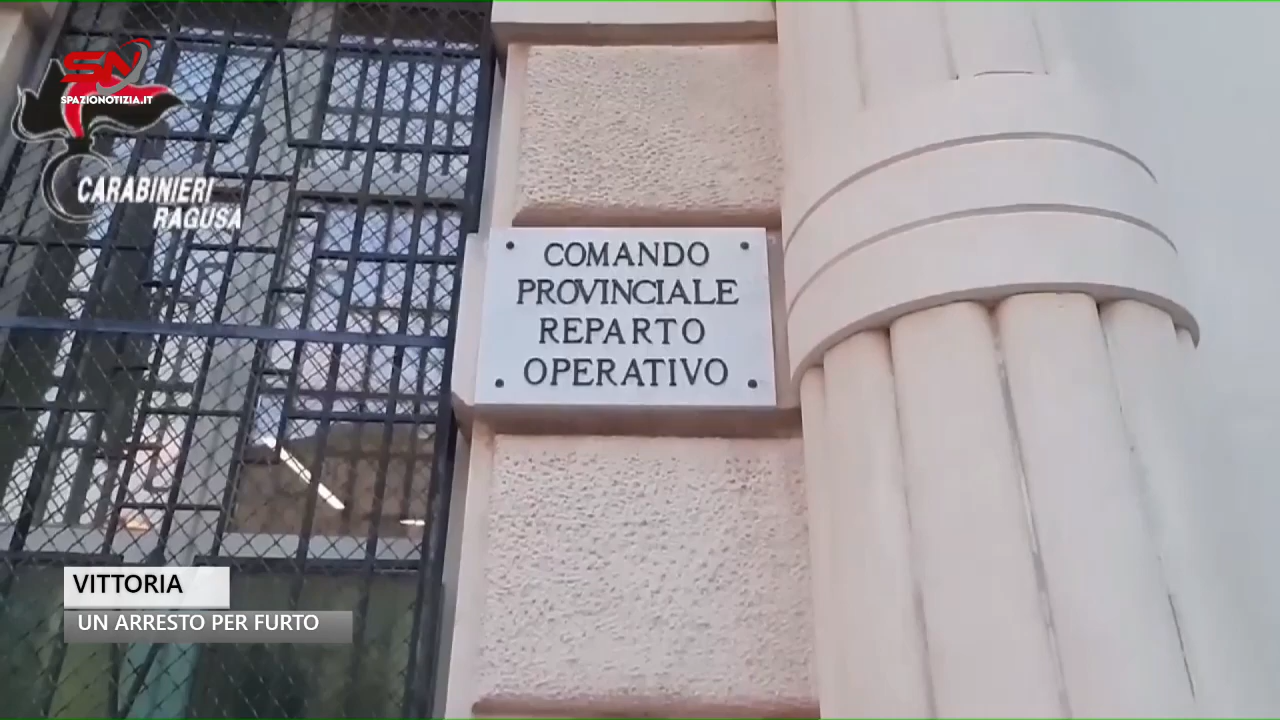 SN
SPAZIONOTIZIA.IT
CARABINIERI
RAGUSA
COMANDO
PROVINCIALE
REPARTO
OPERATIVO
VITTORIA
UN ARRESTO PER FURTO